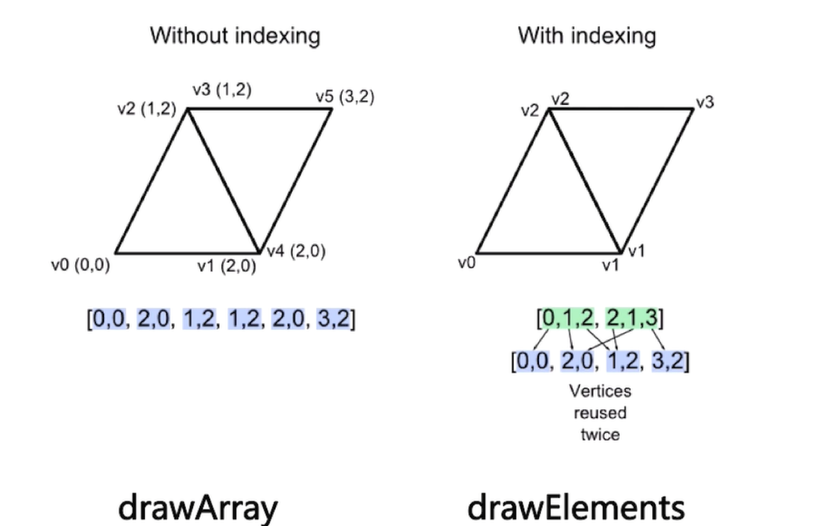 Without indexing
v3 (1,2)
v2 (1,2)
v5 (3,2)
v0 (0,0)
v1 (2,0)
v4 (2,0)
[0,0, 2,0, 1,2, 1,2, 2,0, 3,2]
drawArray
With indexing
v2
v2
v3
v0
v1
v1
[0,1,2, 2,1,3]
[0,0, 2,0, 1,2, 3,2]
Vertices
reused
twice
drawElements